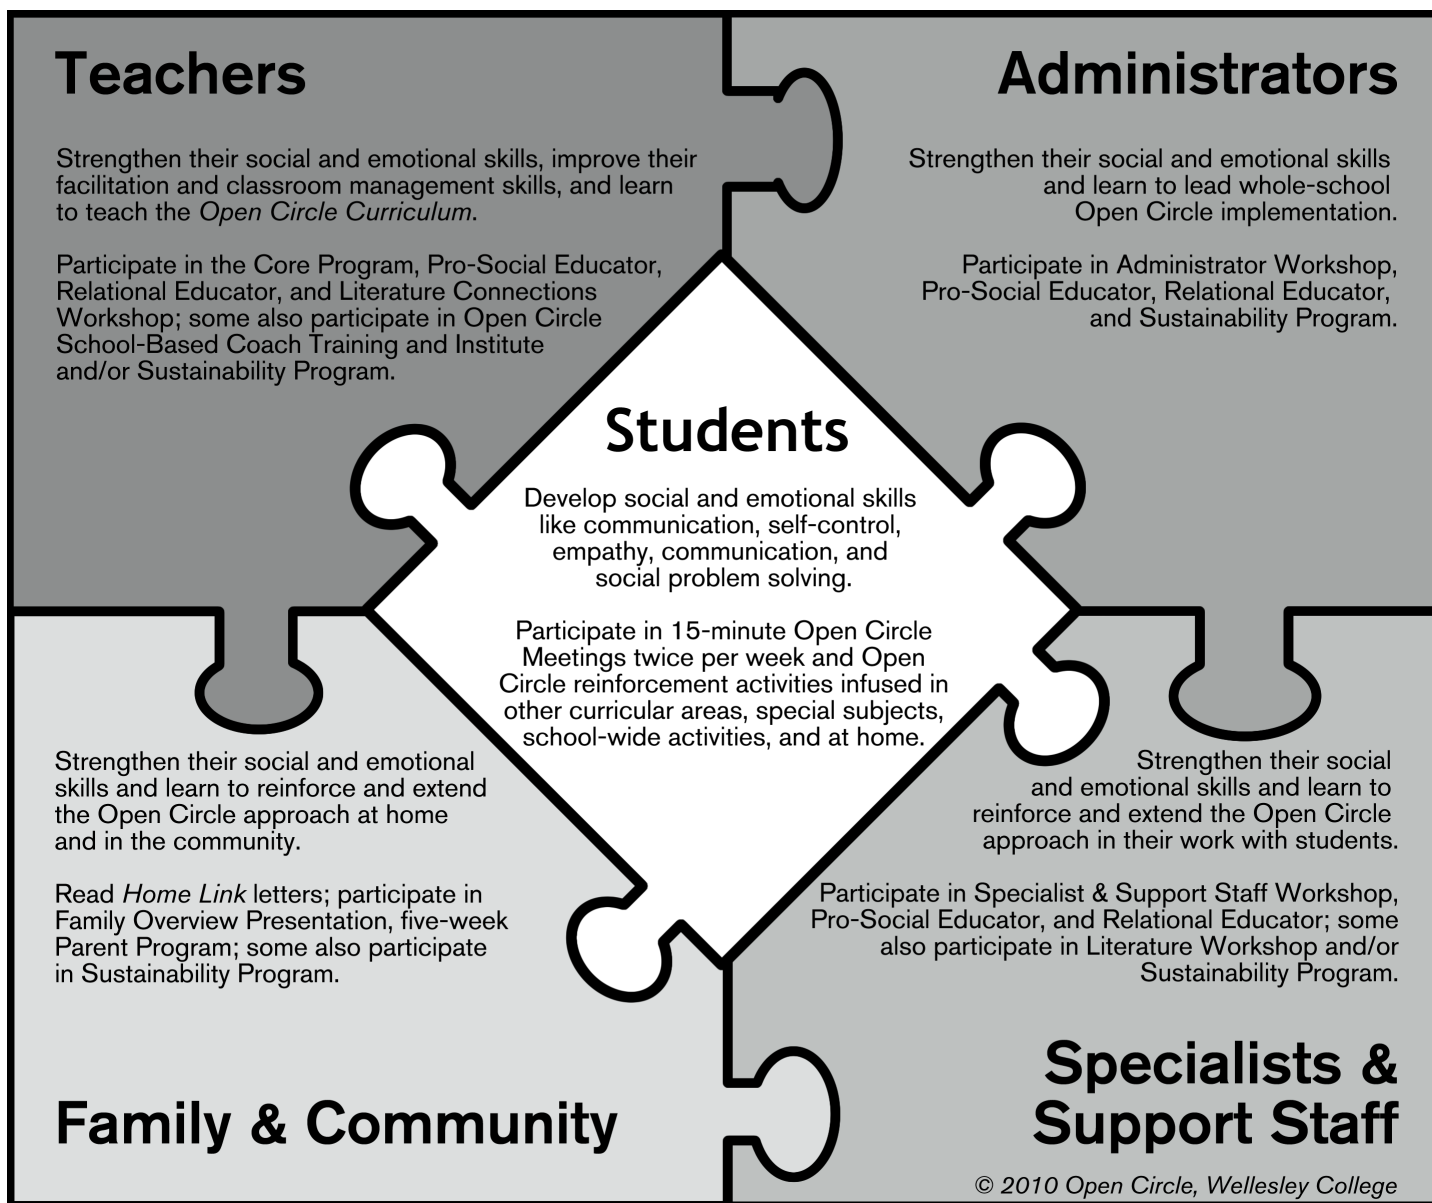 Teachers
Strengthen their social and emotional skills, improve their
facilitation and classroom management skills, and learn
to teach the Open Circle Curriculum.
Participate in the Core Program, Pro-Social Educator,
Relational Educator, and Literature Connections
Workshop; some also participate in Open Circle
School-Based Coach Training and Institute
and/or Sustainability Program.
Administrators
Strengthen their social and emotional skills
and learn to lead whole-school
Open Circle implementation.
Participate in Administrator Workshop,
Pro-Social Educator, Relational Educator,
and Sustainability Program.
Students
Develop social and emotional skills
like communication, self-control,
empathy, communication, and
social problem solving.
Participate in 15-minute Open Circle
Meetings twice per week and Open
Circle reinforcement activities infused in
other curricular areas, special subjects,
school-wide activities, and at home.
Strengthen their social and emotional
skills and learn to reinforce and extend
the Open Circle approach at home
and in the community.
Read Home Link letters; participate in
Family Overview Presentation, five-week
Parent Program; some also participate
in Sustainability Program.
Family & Community
Strengthen their social
and emotional skills and learn to
reinforce and extend the Open Circle
approach in their work with students.
Participate in Specialist & Support Staff Workshop,
Pro-Social Educator, and Relational Educator; some
also participate in Literature Workshop and/or
Sustainability Program.
Specialists &
Support Staff
© 2010 Open Circle, Wellesley College